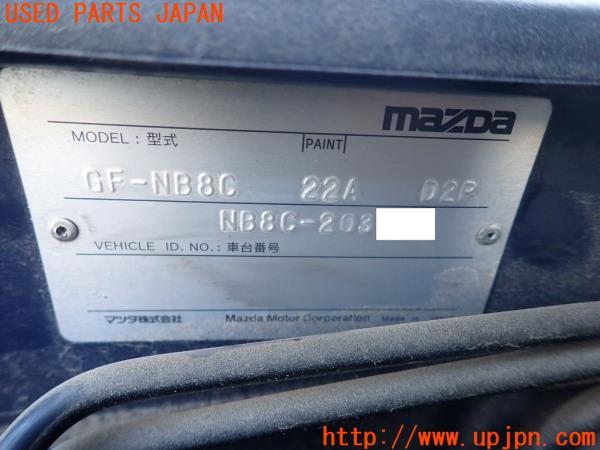 USED PARTS JAPAN
mazda
MODEL : 型式 PAINT
GF-NB8C 22A D2P
NB8C-203
VEHICLE ID. NO. : 車台番号
マツダ株式会社 Mazda Motor Corporation Made
http://www.upjpn.com/